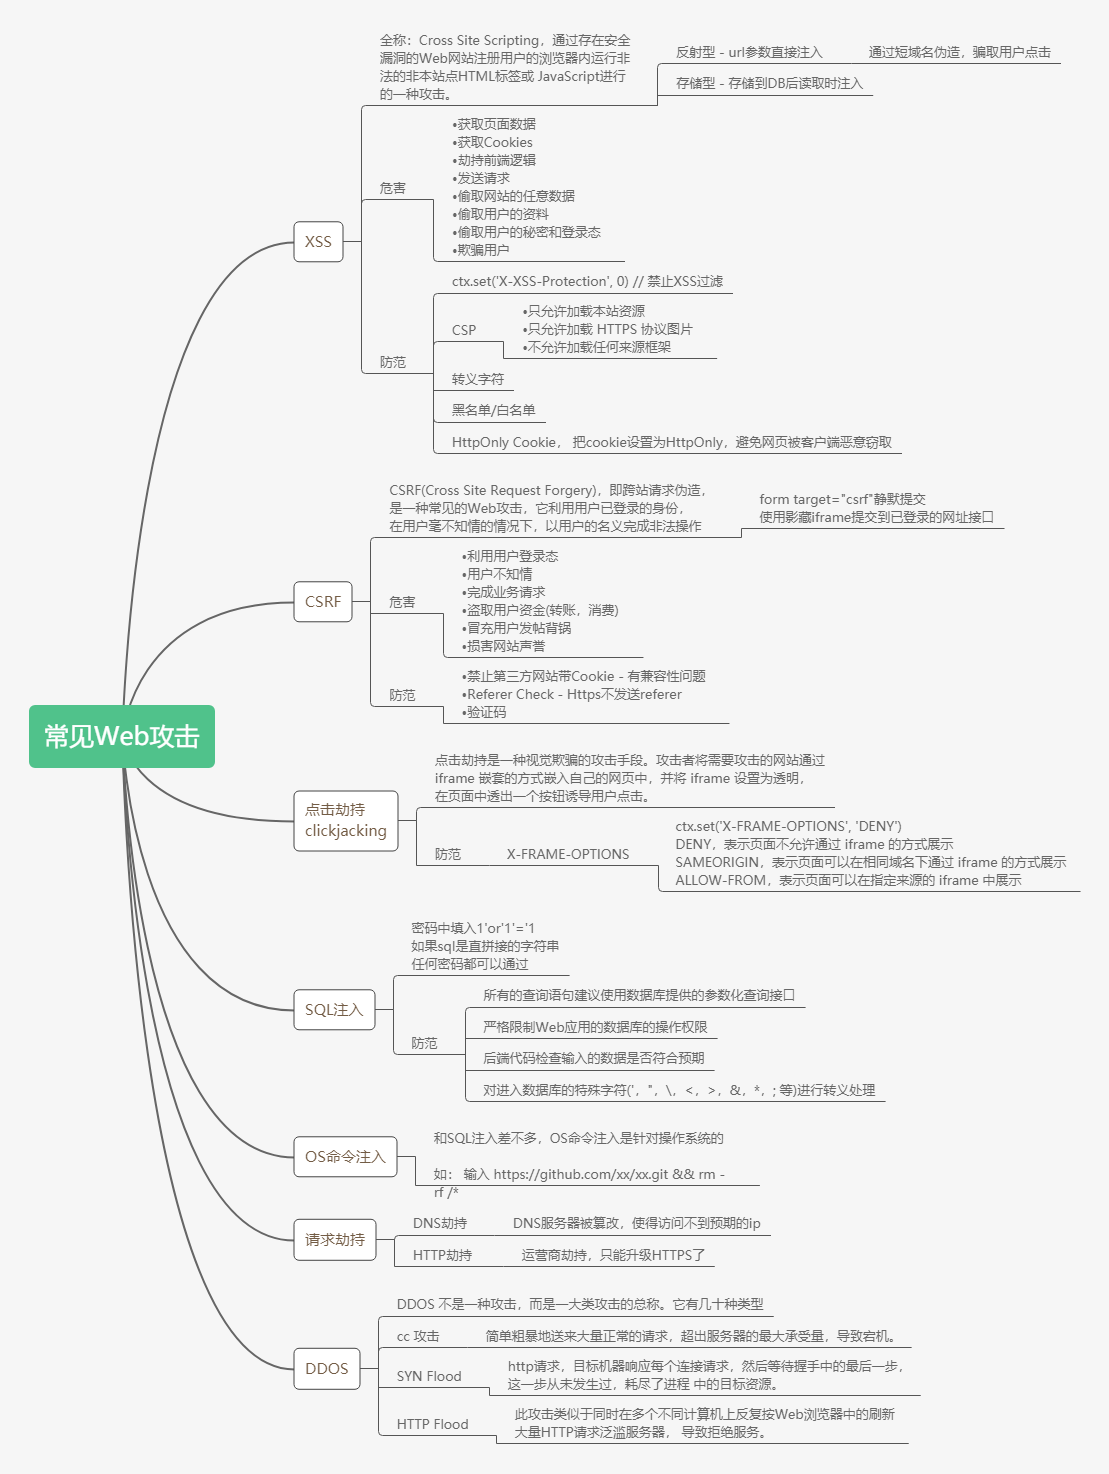 常见Web攻击
XSS
全称：Cross Site Scripting，通过存在安全
漏洞的Web网站注册用户的浏览器内运行非
法的非本站点HTML标签或 JavaScript进行
的一种攻击。
反射型 - url参数直接注入
通过短域名伪造，骗取用户点击
存储型 - 存储到DB后读取时注入
危害
•获取页面数据
•获取Cookies
•劫持前端逻辑
•发送请求
•偷取网站的任意数据
•偷取用户的资料
•偷取用户的秘密和登录态
•欺骗用户
防范
ctx.set('X-XSS-Protection', 0) // 禁止XSS过滤
CSP
•只允许加载本站资源
•只允许加载 HTTPS 协议图片
•不允许加载任何来源框架
转义字符
黑名单/白名单
HttpOnly Cookie， 把cookie设置为HttpOnly，避免网页被客户端恶意窃取
CSRF
CSRF(Cross Site Request Forgery)，即跨站请求伪造，
是一种常见的Web攻击，它利用用户已登录的身份，
在用户毫不知情的情况下，以用户的名义完成非法操作
form target="csrf"静默提交
使用影藏iframe提交到已登录的网址接口
危害
•利用用户登录态
•用户不知情
•完成业务请求
•盗取用户资金(转账，消费)
•冒充用户发帖背锅
•损害网站声誉
防范
•禁止第三方网站带Cookie - 有兼容性问题
•Referer Check - Https不发送referer
•验证码
点击劫持
clickjacking
点击劫持是一种视觉欺骗的攻击手段。攻击者将需要攻击的网站通过
iframe 嵌套的方式嵌入自己的网页中，并将 iframe 设置为透明，
在页面中透出一个按钮诱导用户点击。
防范
X-FRAME-OPTIONS
ctx.set('X-FRAME-OPTIONS', 'DENY')
DENY，表示页面不允许通过 iframe 的方式展示
SAMEORIGIN，表示页面可以在相同域名下通过 iframe 的方式展示
ALLOW-FROM，表示页面可以在指定来源的 iframe 中展示
SQL注入
密码中填入1'or'1'='1
如果sql是直拼接的字符串
任何密码都可以通过
防范
所有的查询语句建议使用数据库提供的参数化查询接口
严格限制Web应用的数据库的操作权限
后端代码检查输入的数据是否符合预期
对进入数据库的特殊字符('，"，\，<，>，&，*，; 等)进行转义处理
OS命令注入
和SQL注入差不多，OS命令注入是针对操作系统的
如： 输入 https://github.com/xx/xx.git && rm -
rf /*
请求劫持
DNS劫持
DNS服务器被篡改，使得访问不到预期的ip
HTTP劫持
运营商劫持，只能升级HTTPS了
DDOS
DDOS 不是一种攻击，而是一大类攻击的总称。它有几十种类型
cc 攻击
简单粗暴地送来大量正常的请求，超出服务器的最大承受量，导致宕机。
SYN Flood
http请求，目标机器响应每个连接请求，然后等待握手中的最后一步，
这一步从未发生过，耗尽了进程 中的目标资源。
HTTP Flood
此攻击类似于同时在多个不同计算机上反复按Web浏览器中的刷新
大量HTTP请求泛滥服务器， 导致拒绝服务。